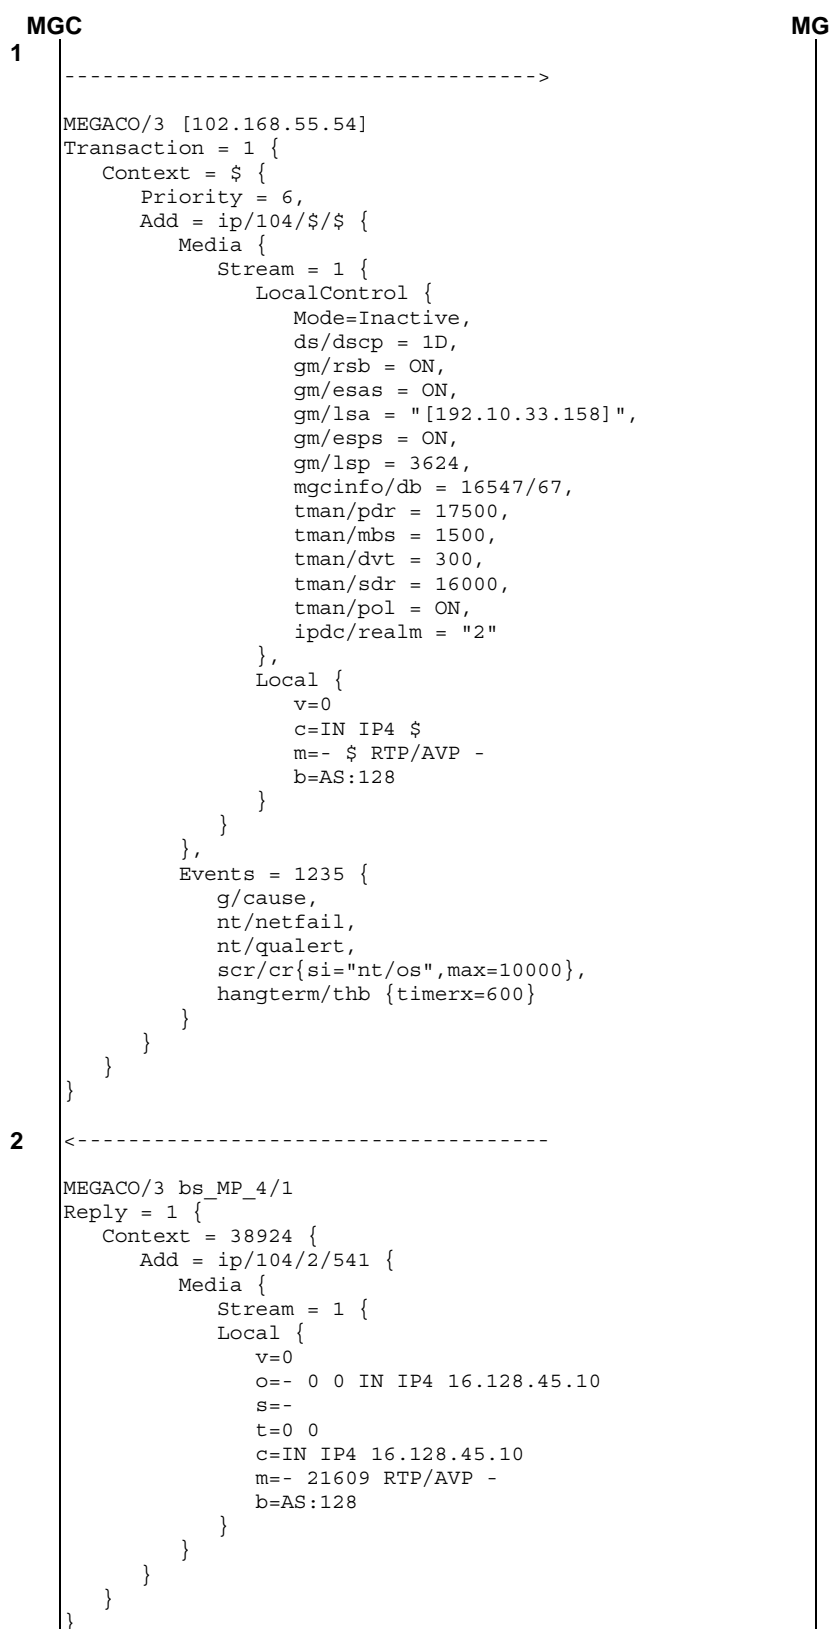 MGC MG
1
------------------------------------->
MEGACO/3 [102.168.55.54]
Transaction = 1 {
   Context = $ {
      Priority = 6,
      Add = ip/104/$/$ {
         Media {
            Stream = 1 {
               LocalControl {
                  Mode=Inactive,
                  ds/dscp = 1D,
                  gm/rsb = ON,
                  gm/esas = ON,
                  gm/lsa = "[192.10.33.158]",
                  gm/esps = ON,
                  gm/lsp = 3624,
                  mgcinfo/db = 16547/67,
                  tman/pdr = 17500,
                  tman/mbs = 1500,
                  tman/dvt = 300,
                  tman/sdr = 16000,
                  tman/pol = ON,
                  ipdc/realm = "2"
               },
               Local {
                  v=0
                  c=IN IP4 $
                  m=- $ RTP/AVP -
                  b=AS:128
               }
            }
         },
         Events = 1235 {
            g/cause,
            nt/netfail,
            nt/qualert,
            scr/cr{si="nt/os",max=10000},
            hangterm/thb {timerx=600}
         }
      }
   }
}
2 <-------------------------------------
MEGACO/3 bs_MP_4/1
Reply = 1 {
   Context = 38924 {
      Add = ip/104/2/541 {
         Media {
            Stream = 1 {
            Local {
               v=0
               o=- 0 0 IN IP4 16.128.45.10
               s=-
               t=0 0
               c=IN IP4 16.128.45.10
               m=- 21609 RTP/AVP -
               b=AS:128
            }
         }
      }
   }
}